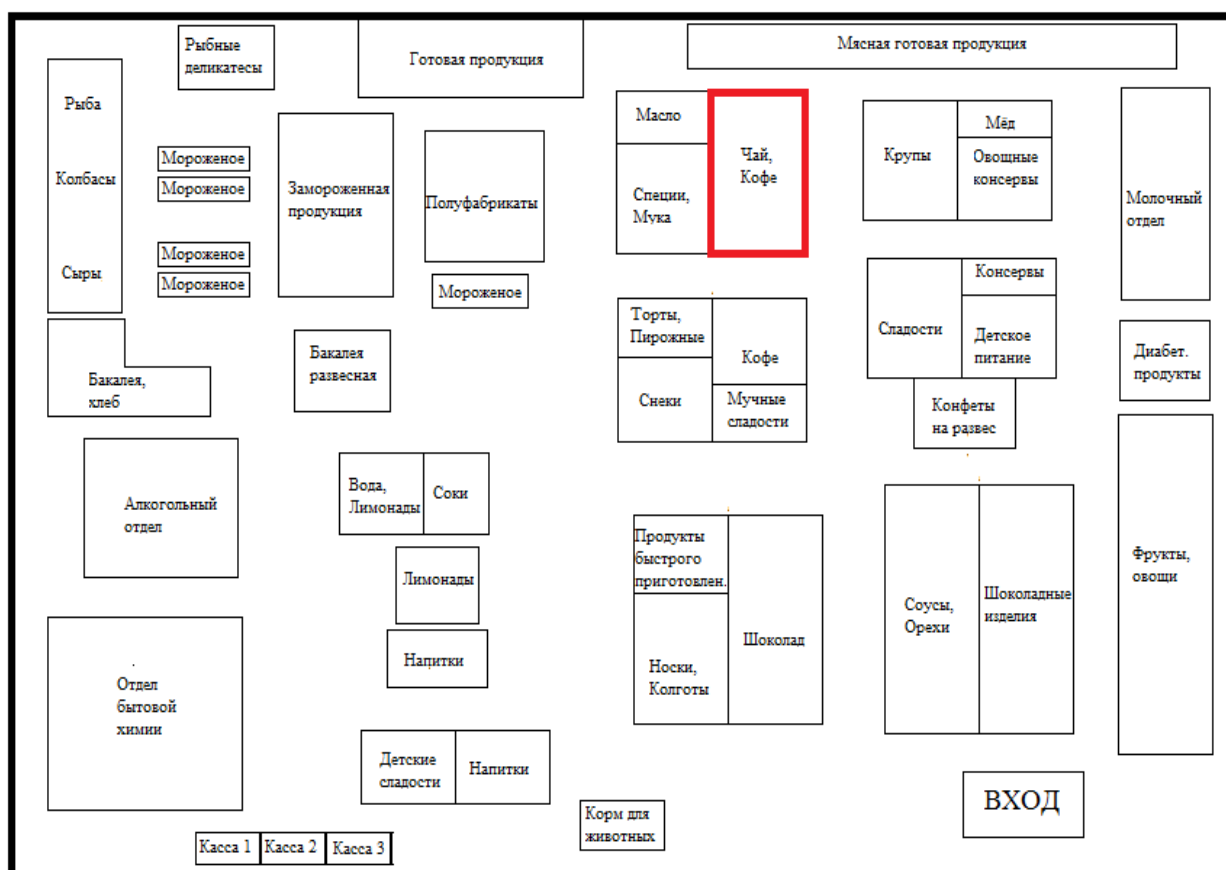 Рыбные
деликатесы
Готовая продукция
Мясная готовая продукция
Рыба
Колбасы
Сыры
Мороженое
Мороженое
Мороженое
Мороженое
Замороженная
продукция
Полуфабрикаты
Мороженое
Масло
Специи,
Мука
Чай,
Кофе
Крупы
Мёд
Овощные
консервы
Молочный
отдел
Бакалея,
хлеб
Бакалея
развесная
Торты,
Пирожные
Снеки
Кофе
Мучные
сладости
Сладости
Консервы
Детское
питание
Конфеты
на развес
Диабет.
продукты
Алкогольный
отдел
Вода,
Лимонады
Соки
Лимонады
Напитки
Продукты
быстрого
приготовлен.
Носки,
Колготы
Шоколад
Соусы,
Орехи
Шоколадные
изделия
Фрукты,
овощи
Отдел
бытовой
химии
Детские
сладости
Напитки
Корм для
животных
ВХОД
Касса 1
Касса 2
Касса 3